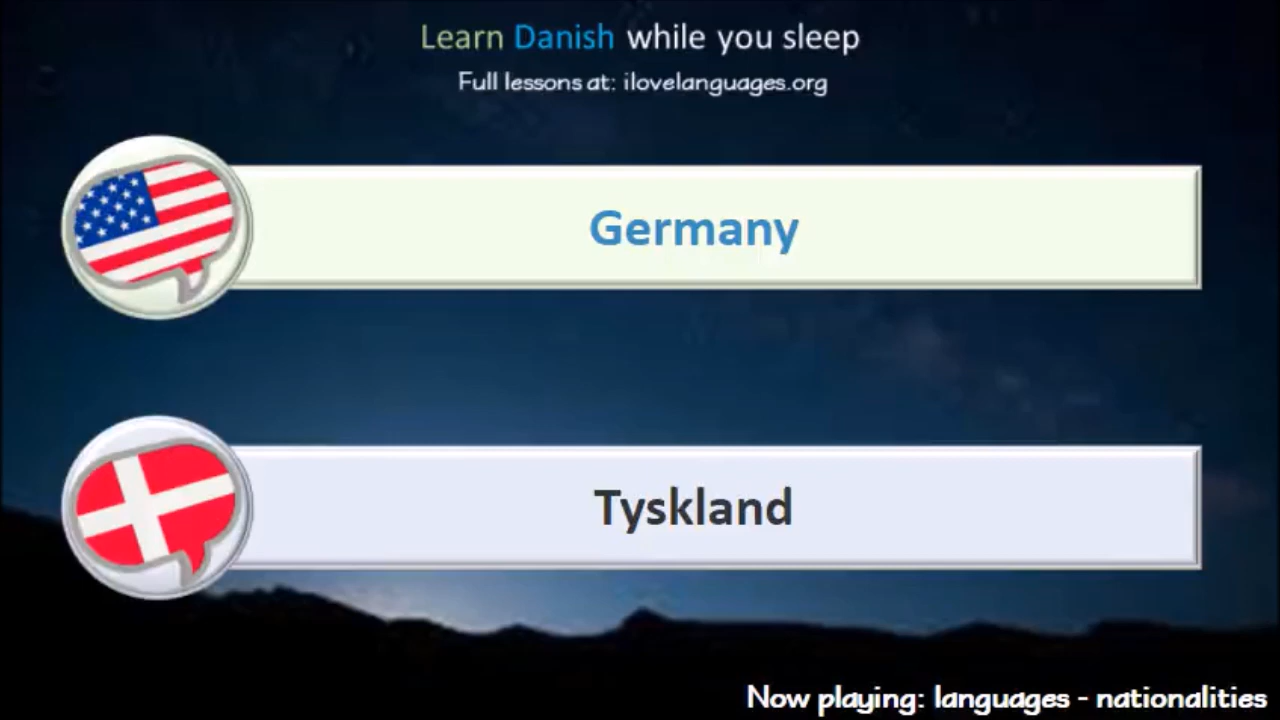 Learn Danish while you sleep
Full lessons at: ilovelanguages.org
Germany
Tyskland
Now playing: languages - nationalities